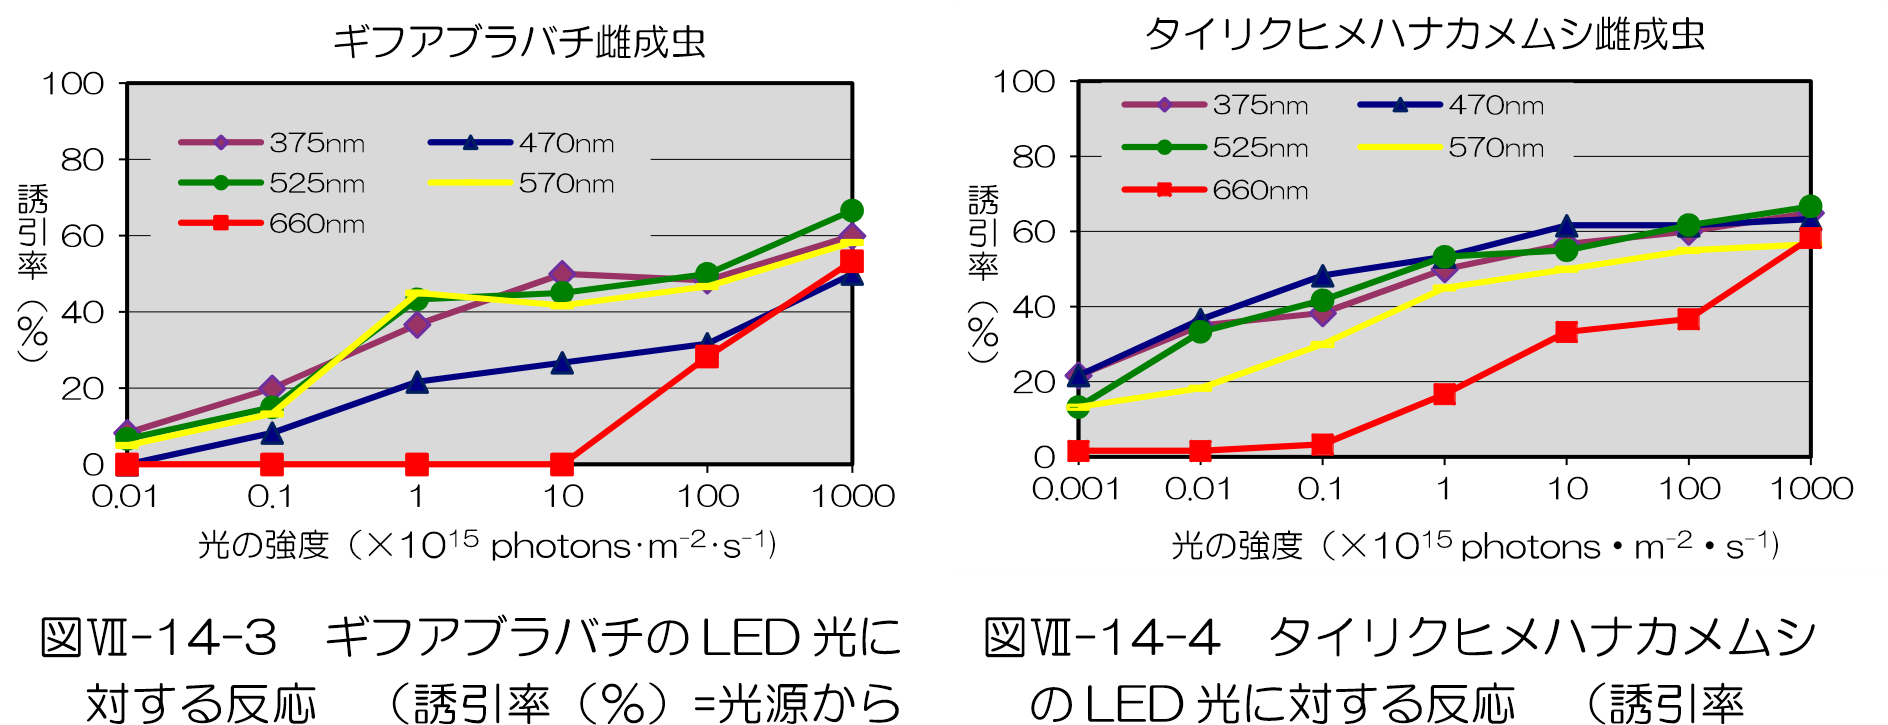 ギフアブラバチ雌成虫
100
80
60
40
20
0
誘引率（%）
375nm
470nm
525nm
570nm
660nm
0.01 0.1 1 10 100 1000
光の強度（×10¹⁵ photons·m⁻²·s⁻¹)
図Ⅶ-14-3　ギフアブラバチのLED光に
対する反応　（誘引率（%）=光源から
タイリクヒメハナカメムシ雌成虫
100
80
60
40
20
0
誘引率（%）
375nm
470nm
525nm
570nm
660nm
0.001 0.01 0.1 1 10 100 1000
光の強度（×10¹⁵ photons・m⁻²・s⁻¹)
図Ⅶ-14-4　タイリクヒメハナカメムシ
のLED光に対する反応　（誘引率